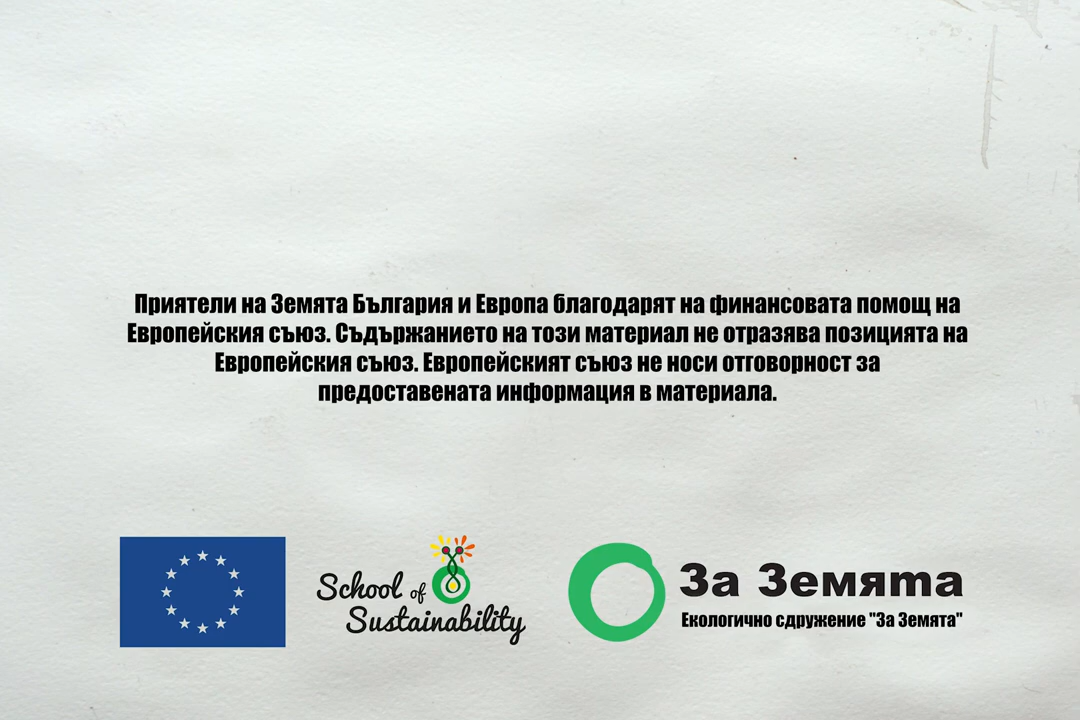 Приятели на Земята България и Европа благодарят на финансовата помощ на
Европейския съюз. Съдържанието на този материал не отразява позицията на
Европейския съюз. Европейският съюз не носи отговорност за
предоставената информация в материала.
School of
Sustainability
За Земята
Екологично сдружение "За Земята"